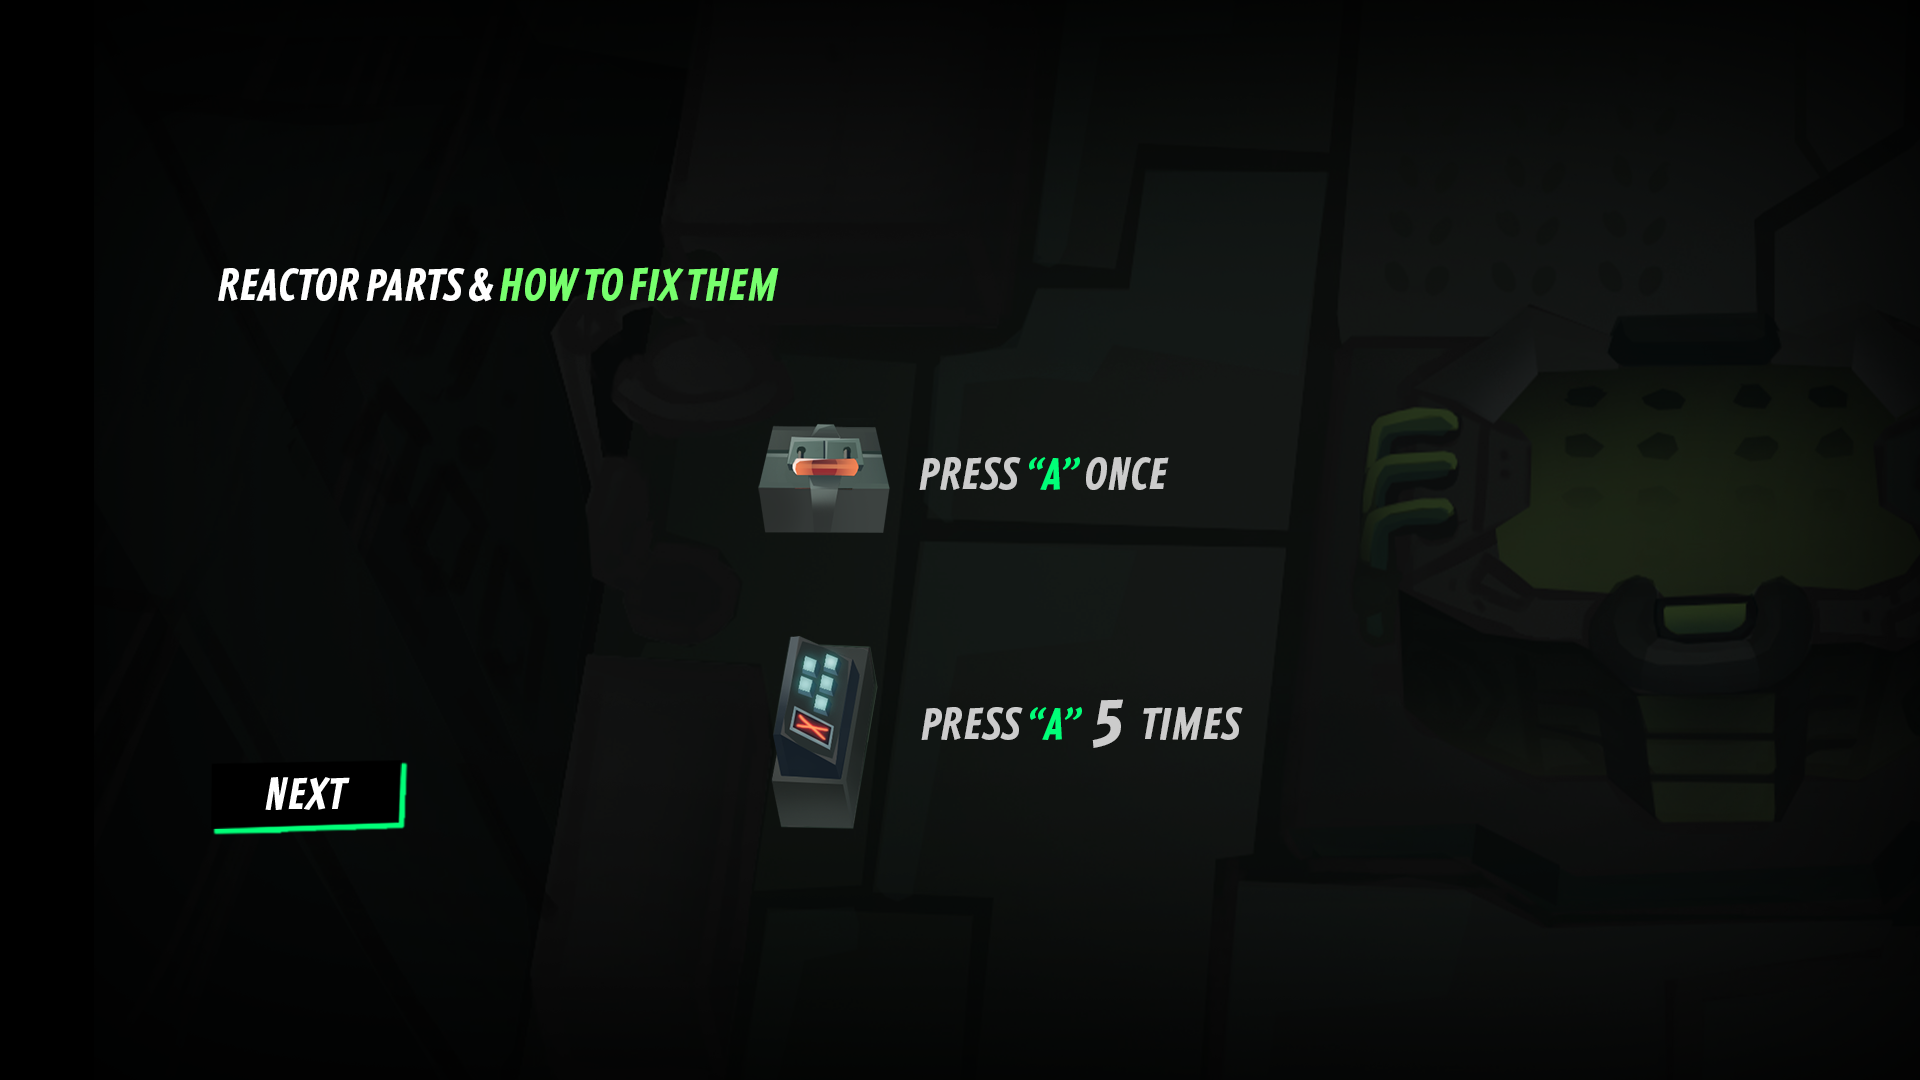 REACTOR PARTS & HOW TO FIX THEM
PRESS “A” ONCE
PRESS “A” 5 TIMES
NEXT